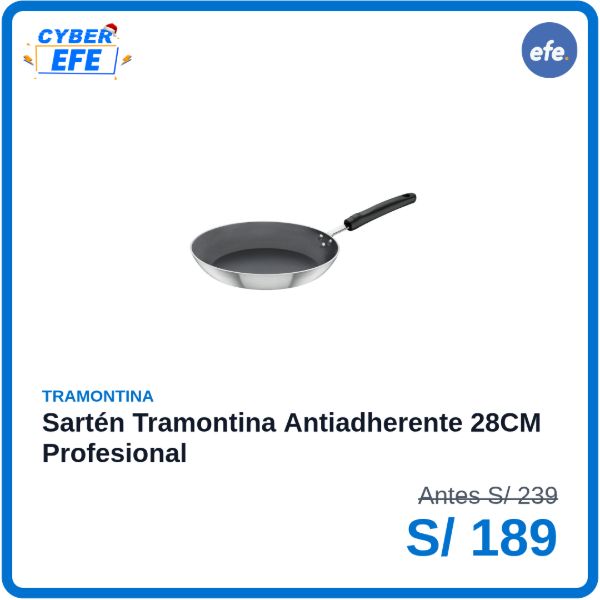 CYBER
EFE
efe.
TRAMONTINA
Sartén Tramontina Antiadherente 28CM
Profesional
Antes S/ 239
S/ 189